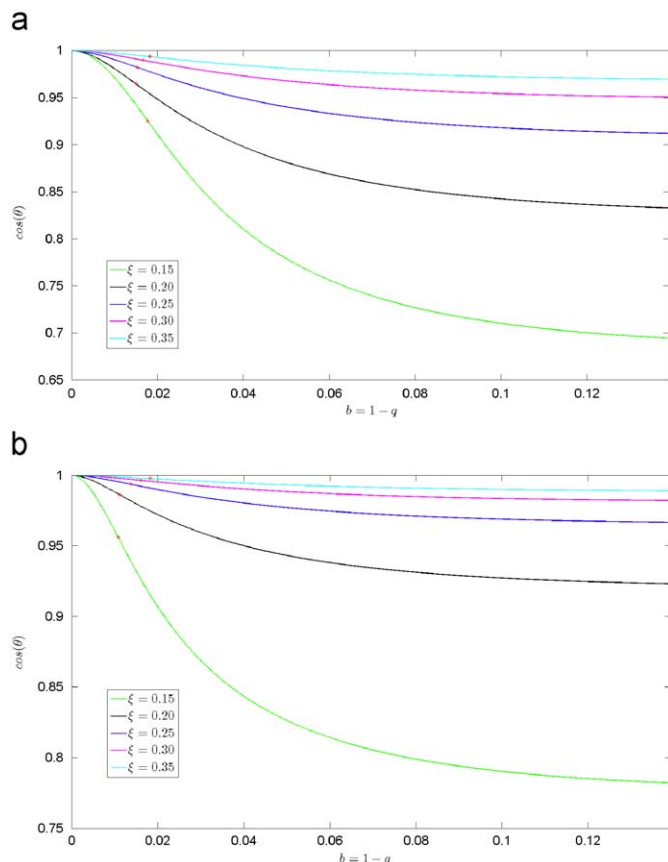 a
1
0.95
0.9
0.85
0.8
0.75
0.7
0.65
cos(θ)
ξ = 0.15
ξ = 0.20
ξ = 0.25
ξ = 0.30
ξ = 0.35
0 0.02 0.04 0.06 0.08 0.1 0.12
b = 1 − q
b
1
0.95
0.9
0.85
0.8
0.75
cos(θ)
ξ = 0.15
ξ = 0.20
ξ = 0.25
ξ = 0.30
ξ = 0.35
0 0.02 0.04 0.06 0.08 0.1 0.12
b = 1 − q